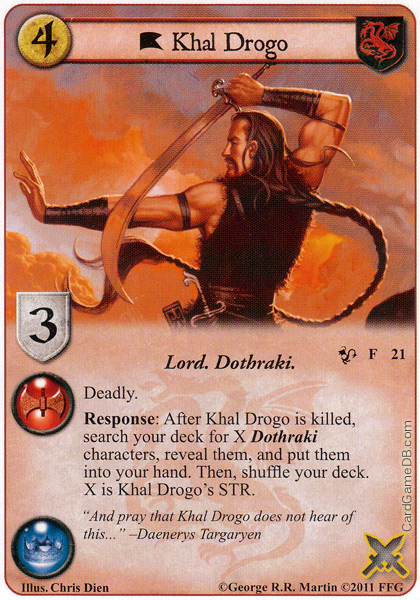 4
Khal Drogo
3
Lord. Dothraki.
F 21
Deadly.
Response: After Khal Drogo is killed,
search your deck for X Dothraki
characters, reveal them, and put them
into your hand. Then, shuffle your deck.
X is Khal Drogo's STR.
"And pray that Khal Drogo does not hear of
this..." –Daenerys Targaryen
CardGameDB.com
Illus. Chris Dien
©George R.R. Martin ©2011 FFG